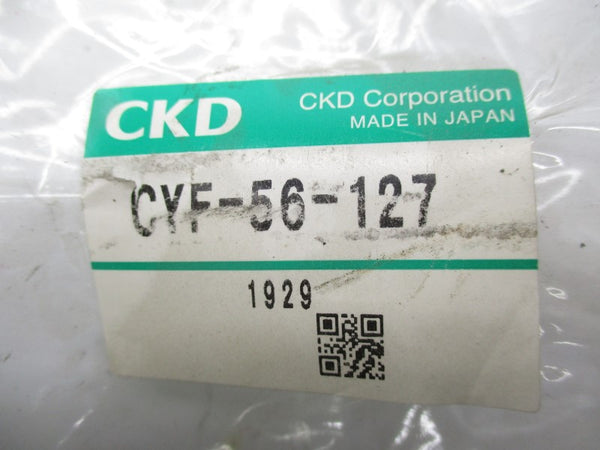 CKD
CKD Corporation
MADE IN JAPAN
CYF-56-127
1929